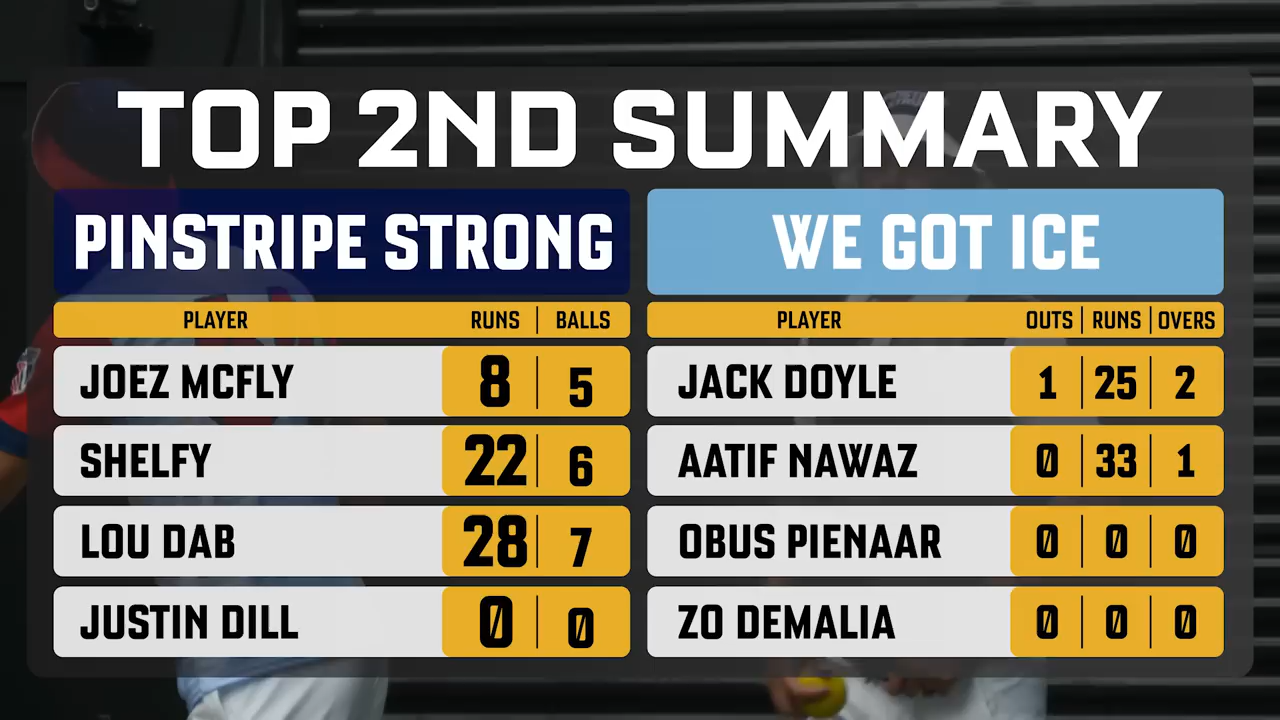 TOP 2ND SUMMARY
PINSTRIPE STRONG
PLAYER RUNS BALLS
JOEZ MCFLY 8 5
SHELFY 22 6
LOU DAB 28 7
JUSTIN DILL 0 0
WE GOT ICE
PLAYER OUTS RUNS OVERS
JACK DOYLE 1 25 2
AATIF NAWAZ 0 33 1
OBUS PIENAAR 0 0 0
ZO DEMALIA 0 0 0